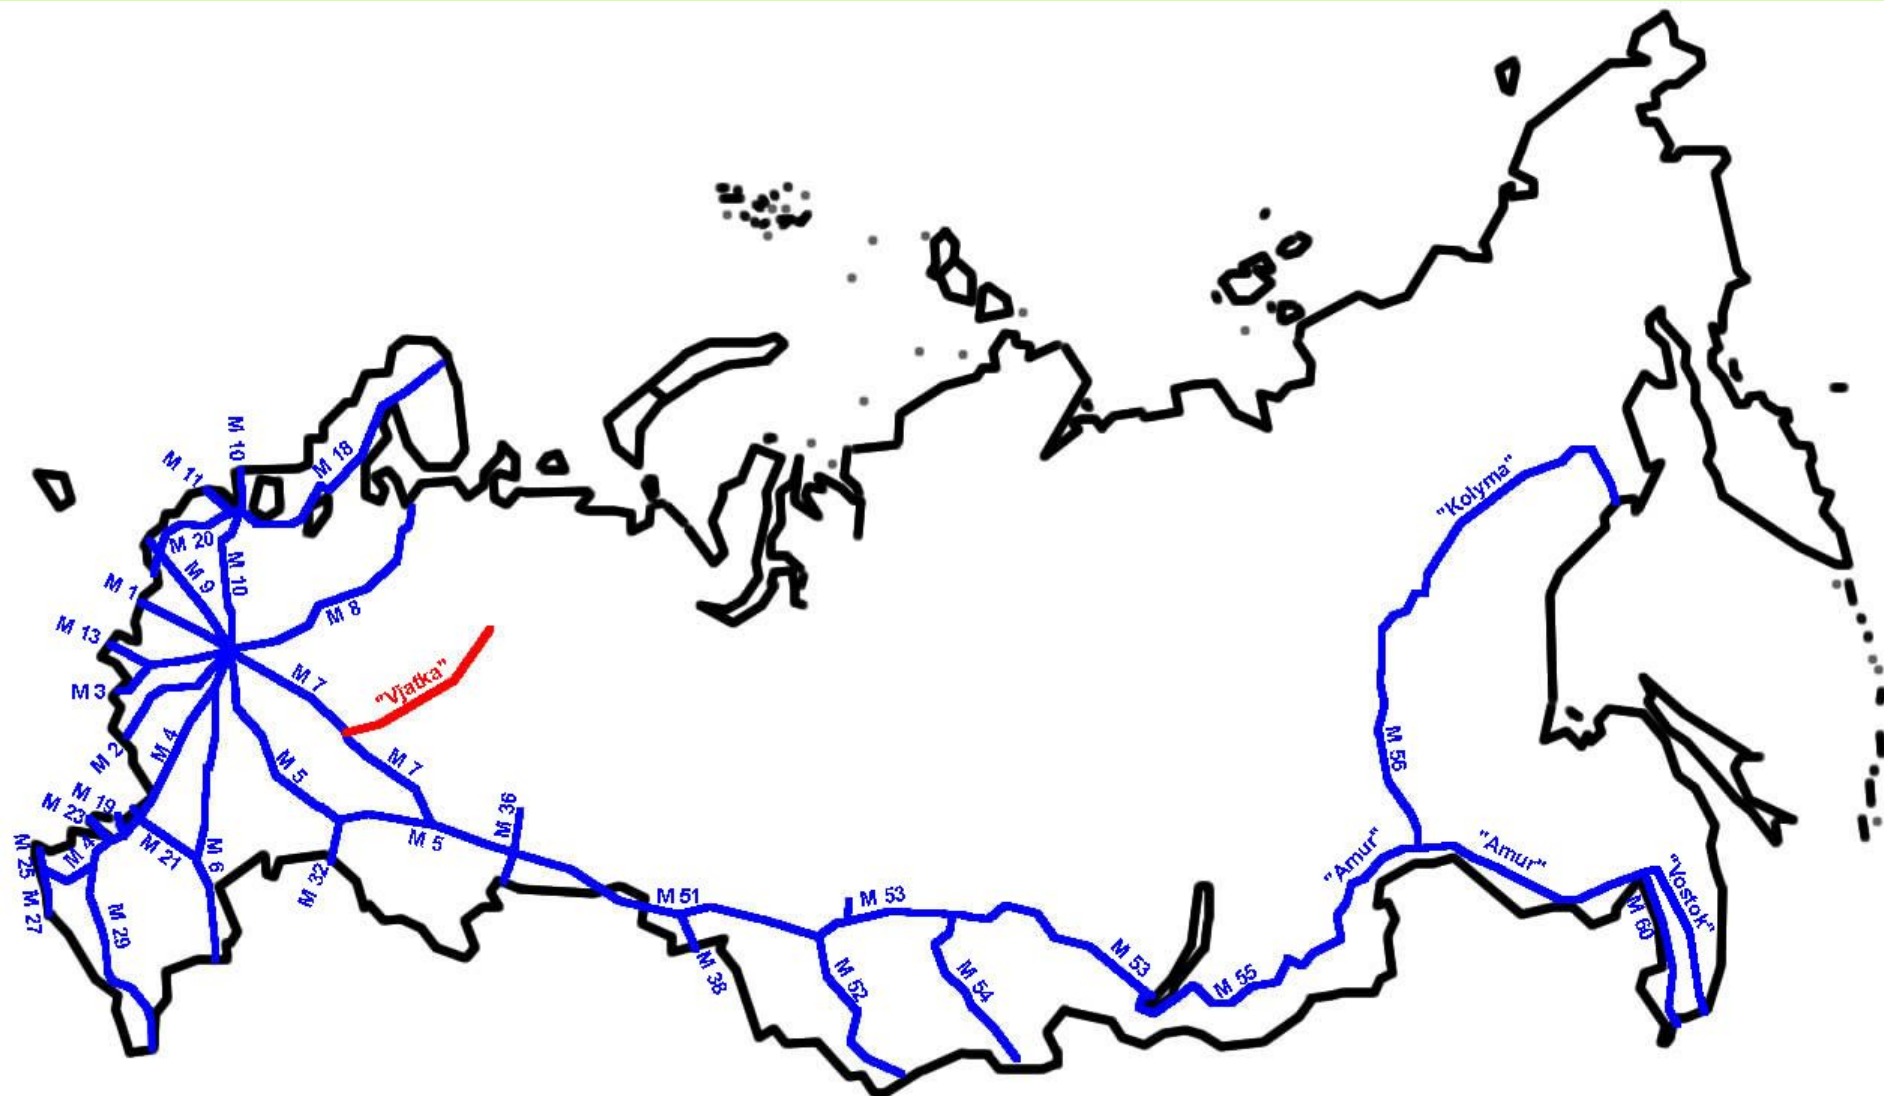 M 10
M 11
M 18
M 20
M 9
M 10
M 1
M 8
M 13
M 3
M 7
"Vjatka"
M 2
M 4
M 5
M 7
M 19
M 23
M 36
M 21
M 6
M 5
M 25
M 4
M 32
M 27
M 29
M 51
M 53
M 38
M 52
M 54
M 53
M 55
"Kolyma"
M 56
"Amur"
"Amur"
"Vostok"
M 60